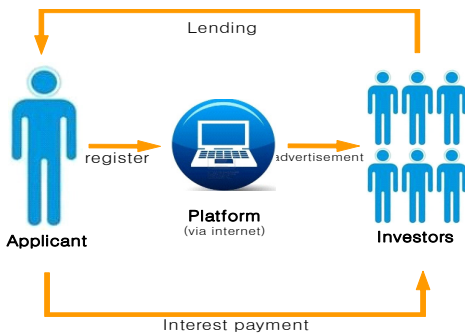 Lending
register
advertisement
Platform
(via internet)
Applicant
Investors
Interest payment